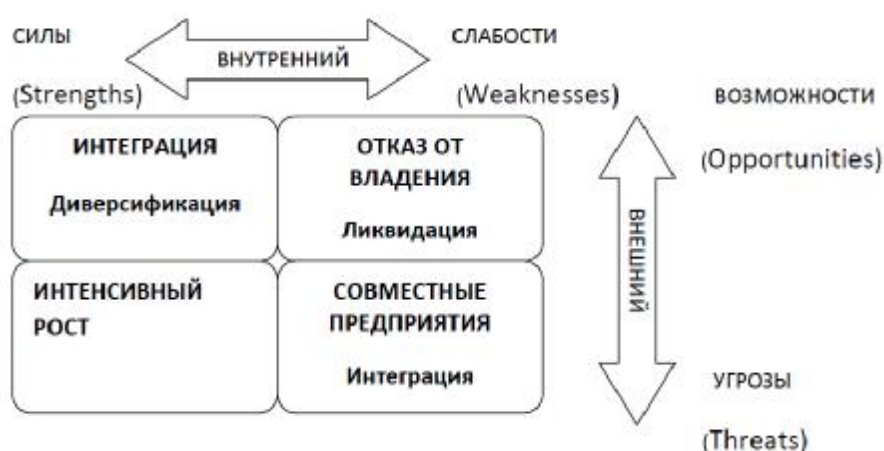 СИЛЫ
(Strengths)
ВНУТРЕННИЙ
СЛАБОСТИ
(Weaknesses)
ВОЗМОЖНОСТИ
(Opportunities)
ИНТЕГРАЦИЯ
Диверсификация
ОТКАЗ ОТ
ВЛАДЕНИЯ
Ликвидация
ВНЕШНИЙ
ИНТЕНСИВНЫЙ
РОСТ
СОВМЕСТНЫЕ
ПРЕДПРИЯТИЯ
Интеграция
УГРОЗЫ
(Threats)